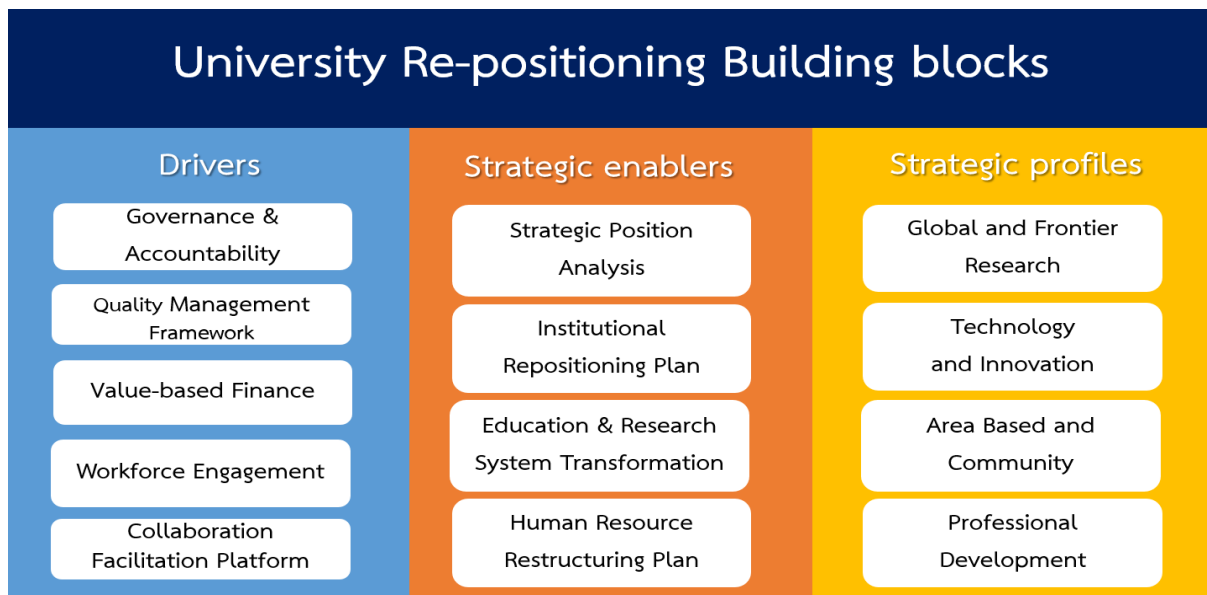 University Re-positioning Building blocks
Drivers
Governance &
Accountability
Quality Management
Framework
Value-based Finance
Workforce Engagement
Collaboration
Facilitation Platform
Strategic enablers
Strategic Position
Analysis
Institutional
Repositioning Plan
Education & Research
System Transformation
Human Resource
Restructuring Plan
Strategic profiles
Global and Frontier
Research
Technology
and Innovation
Area Based and
Community
Professional
Development